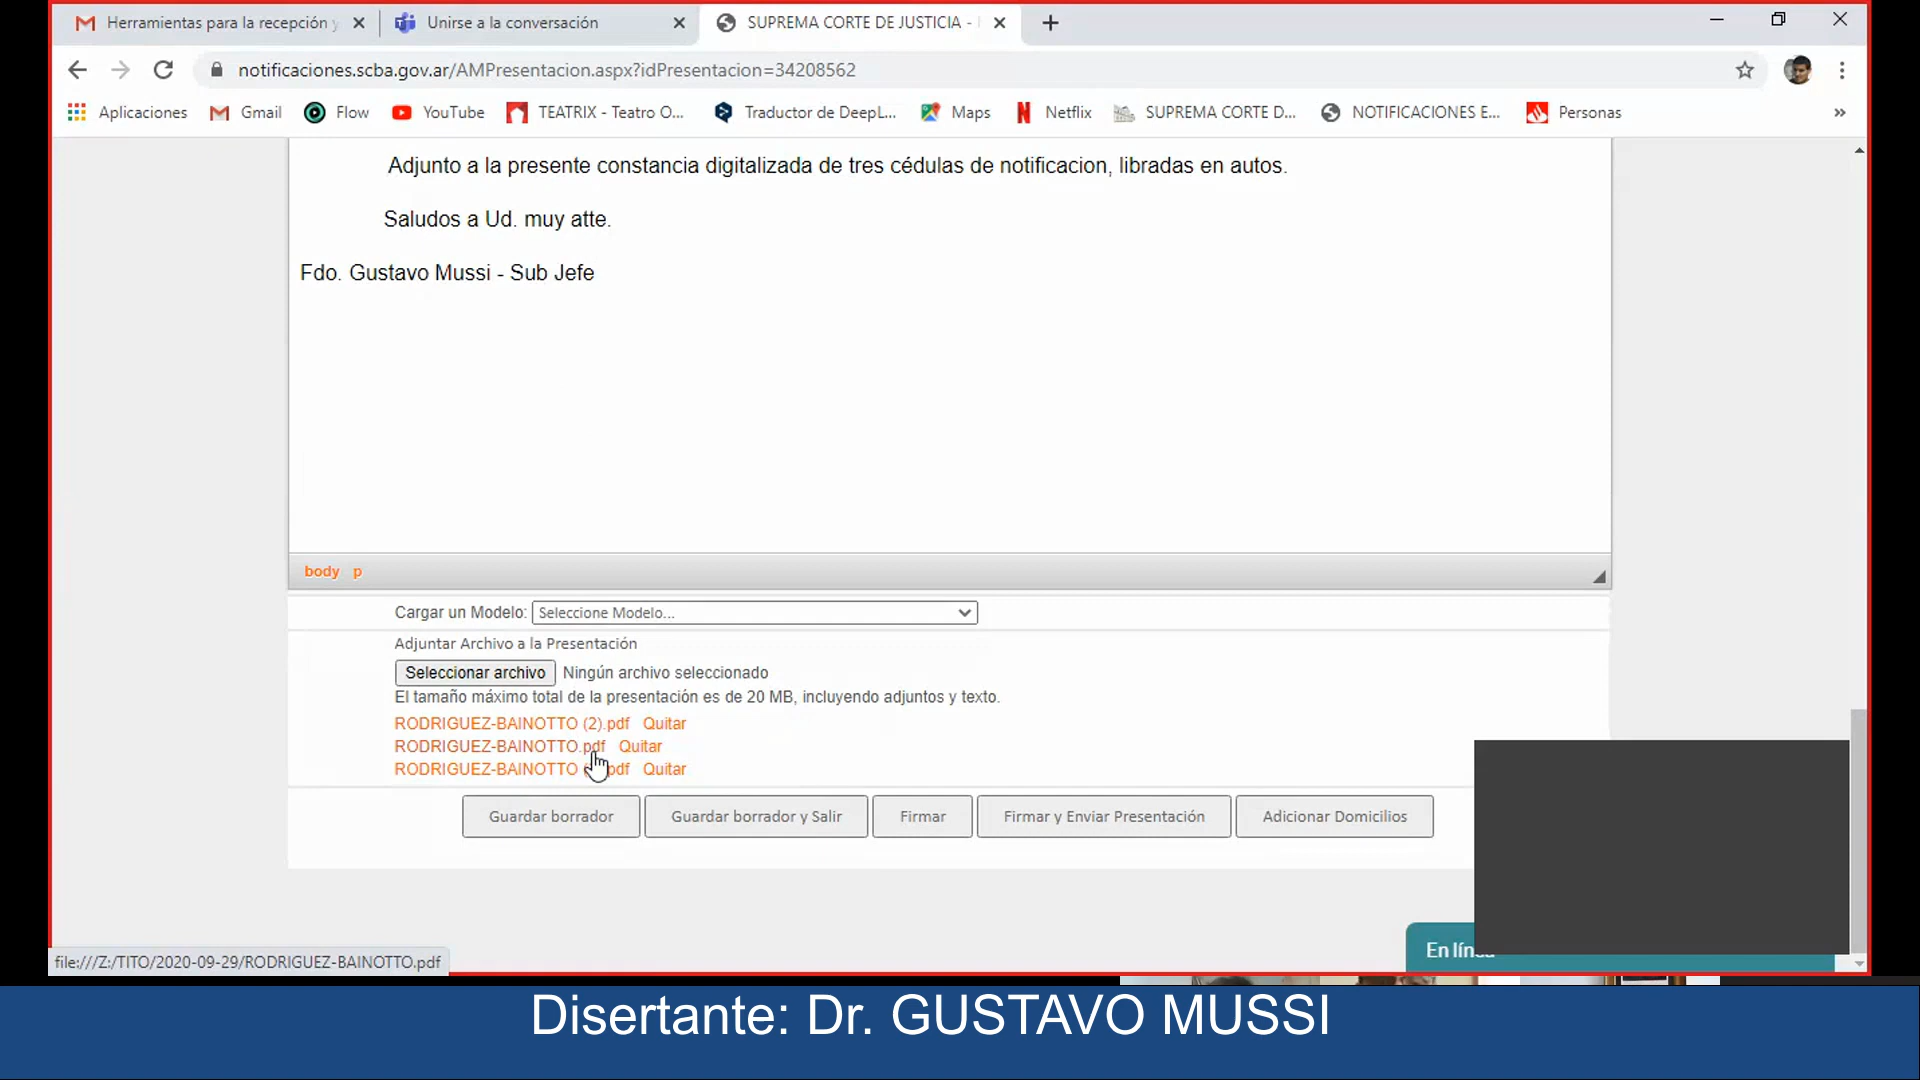 Herramientas para la recepción y
Unirse a la conversación
SUPREMA CORTE DE JUSTICIA -
notificaciones.scba.gov.ar/AMPresentacion.aspx?idPresentacion=34208562
Aplicaciones
Gmail
Flow
YouTube
TEATRIX - Teatro O...
Traductor de DeepL...
Maps
Netflix
SUPREMA CORTE D...
NOTIFICACIONES E...
Personas
»
Adjunto a la presente constancia digitalizada de tres cédulas de notificacion, libradas en autos.
Saludos a Ud. muy atte.
Fdo. Gustavo Mussi - Sub Jefe
body p
Cargar un Modelo: Seleccione Modelo...
Adjuntar Archivo a la Presentación
Seleccionar archivo Ningún archivo seleccionado
El tamaño máximo total de la presentación es de 20 MB, incluyendo adjuntos y texto.
RODRIGUEZ-BAINOTTO (2).pdf Quitar
RODRIGUEZ-BAINOTTO.pdf Quitar
RODRIGUEZ-BAINOTTO .pdf Quitar
Guardar borrador
Guardar borrador y Salir
Firmar
Firmar y Enviar Presentación
Adicionar Domicilios
En
file:///Z:/TITO/2020-09-29/RODRIGUEZ-BAINOTTO.pdf
Disertante: Dr. GUSTAVO MUSSI